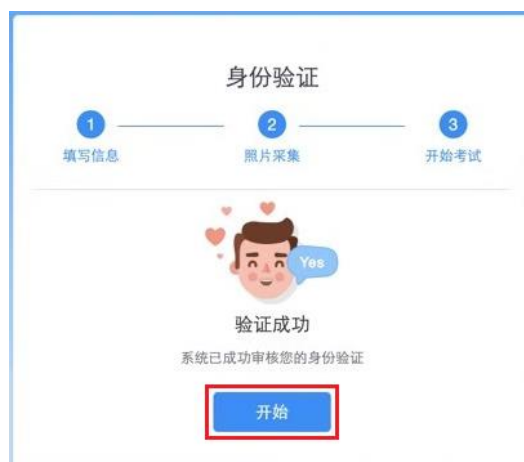 身份验证
1 2 3
填写信息 照片采集 开始考试
Yes
验证成功
系统已成功审核您的身份验证
开始